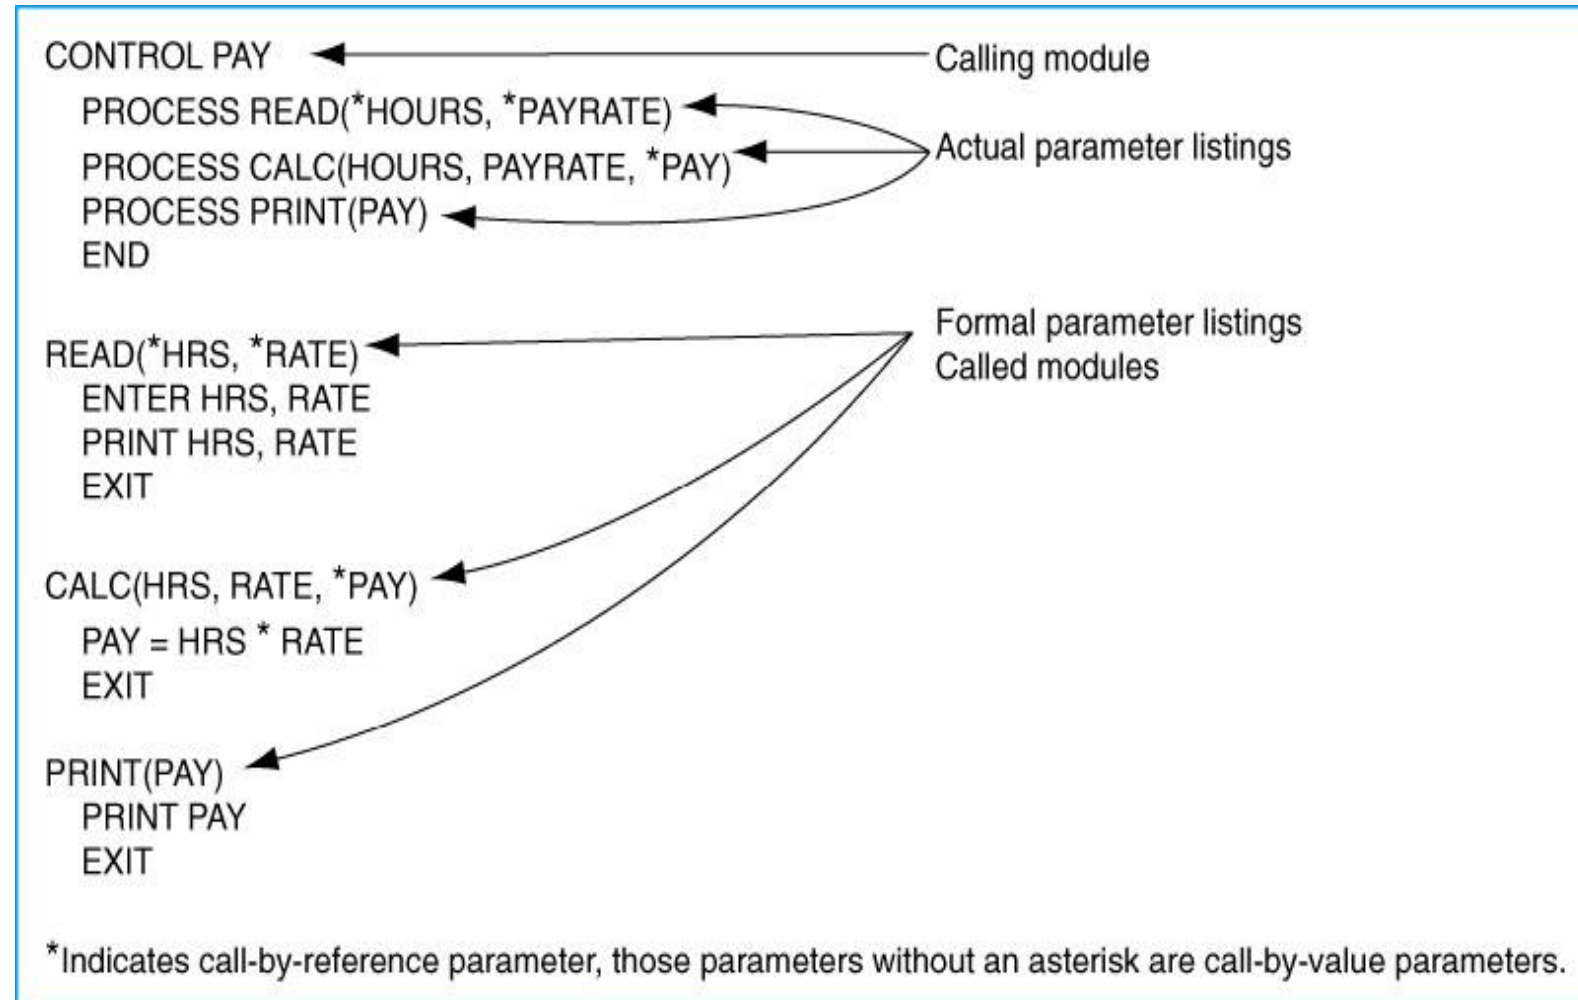 CONTROL PAY
Calling module
PROCESS READ(*HOURS, *PAYRATE)
PROCESS CALC(HOURS, PAYRATE, *PAY)
PROCESS PRINT(PAY)
END
Actual parameter listings
READ(*HRS, *RATE)
ENTER HRS, RATE
PRINT HRS, RATE
EXIT
Formal parameter listings
Called modules
CALC(HRS, RATE, *PAY)
PAY = HRS * RATE
EXIT
PRINT(PAY)
PRINT PAY
EXIT
*Indicates call-by-reference parameter, those parameters without an asterisk are call-by-value parameters.